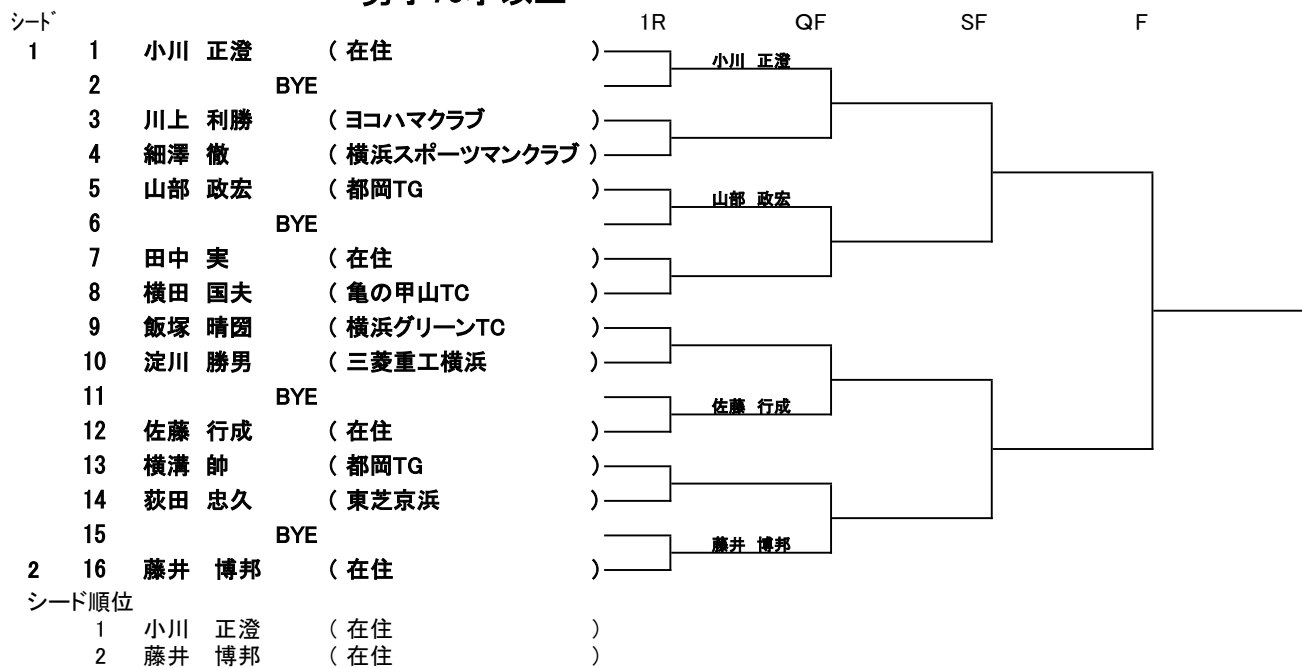 シード 1R QF SF F
1 1 小川 正澄 ( 在住 ) 小川 正澄
2 BYE
3 川上 利勝 ( ヨコハマクラブ )
4 細澤 徹 ( 横浜スポーツマンクラブ )
5 山部 政宏 ( 都岡TG ) 山部 政宏
6 BYE
7 田中 実 ( 在住 )
8 横田 国夫 ( 亀の甲山TC )
9 飯塚 ( 横浜グリーンTC )
10 淀川 勝男 ( 三菱重工横浜 )
11 BYE 佐藤 行成
12 佐藤 行成 ( 在住 )
13 横溝 帥 ( 都岡TG )
14 荻田 忠久 ( 東芝京浜 )
15 BYE 藤井 博邦
2 16 藤井 博邦 ( 在住 )
シード順位
1 小川 正澄 ( 在住 )
2 藤井 博邦 ( 在住 )